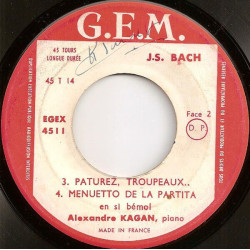 G.E.M.
45 TOURS
LONGUE DURÉE
J.S. BACH
45 T 14
EGEX
4511
Face 2
D. P.
3. PATUREZ, TROUPEAUX..
4. MENUETTO DE LA PARTITA
en si bémol
Alexandre KAGAN, piano
MADE IN FRANCE